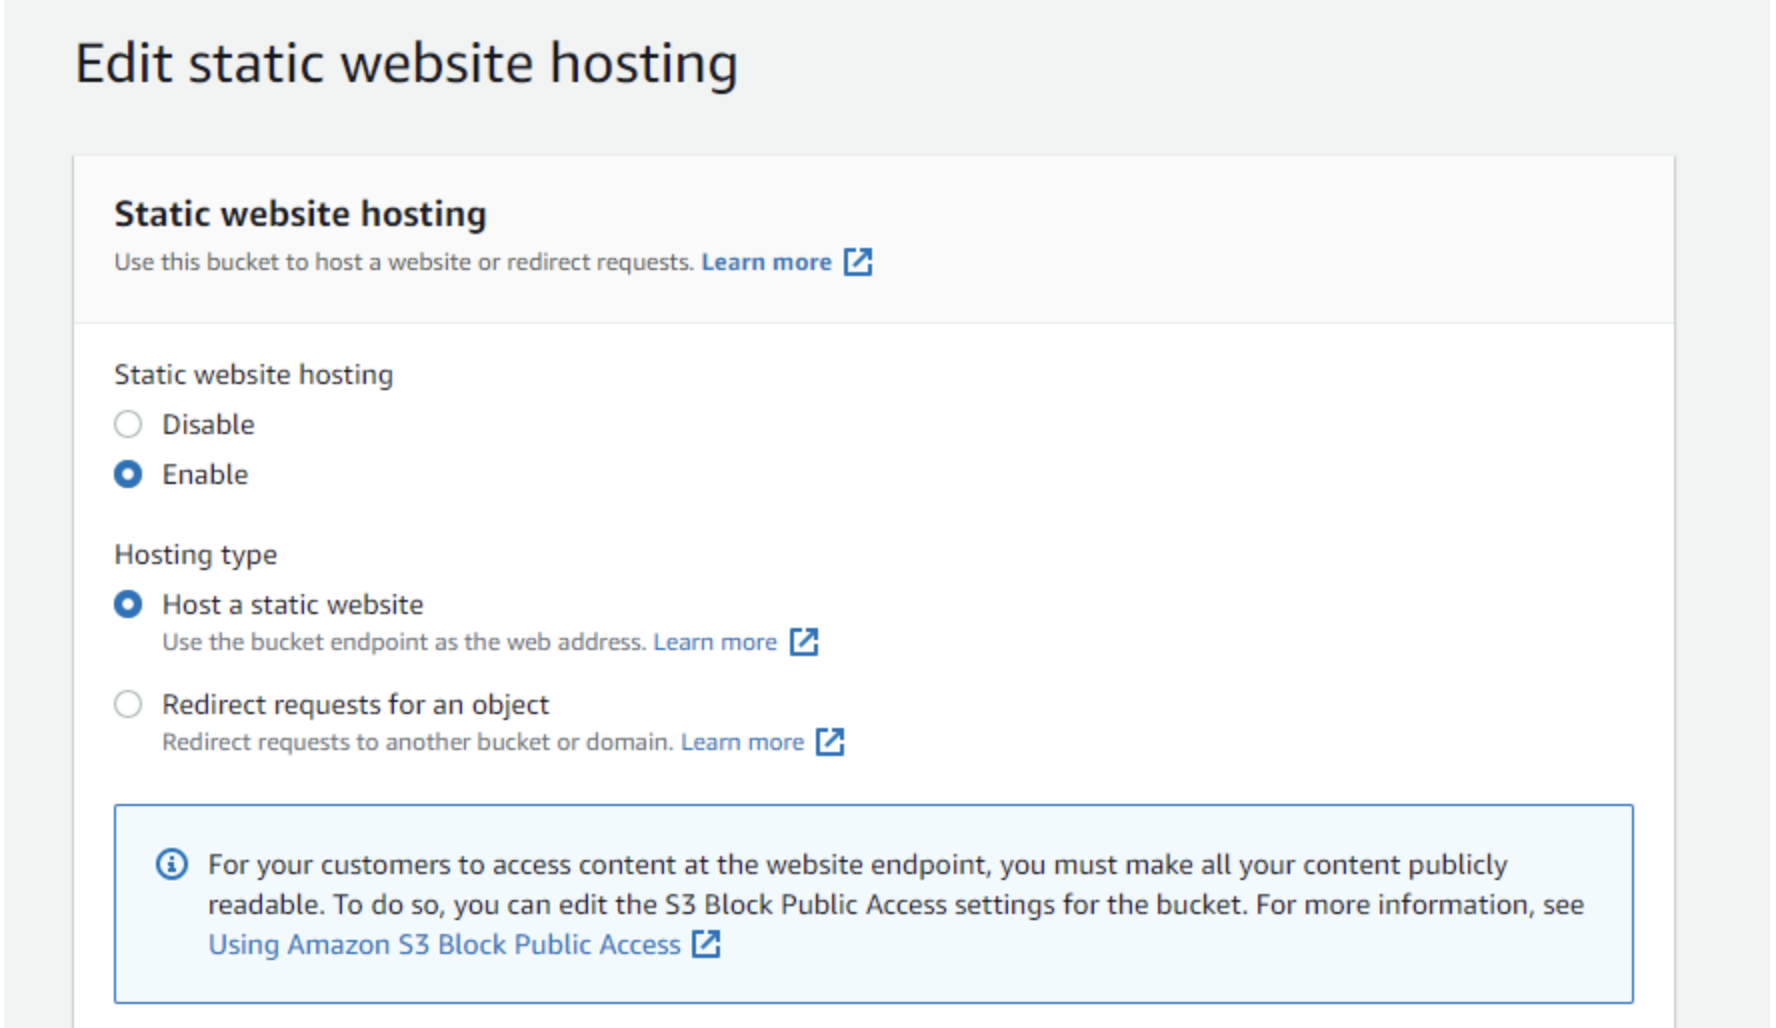 Edit static website hosting
Static website hosting
Use this bucket to host a website or redirect requests. Learn more
Static website hosting
Disable
Enable
Hosting type
Host a static website
Use the bucket endpoint as the web address. Learn more
Redirect requests for an object
Redirect requests to another bucket or domain. Learn more
For your customers to access content at the website endpoint, you must make all your content publicly
readable. To do so, you can edit the S3 Block Public Access settings for the bucket. For more information, see
Using Amazon S3 Block Public Access